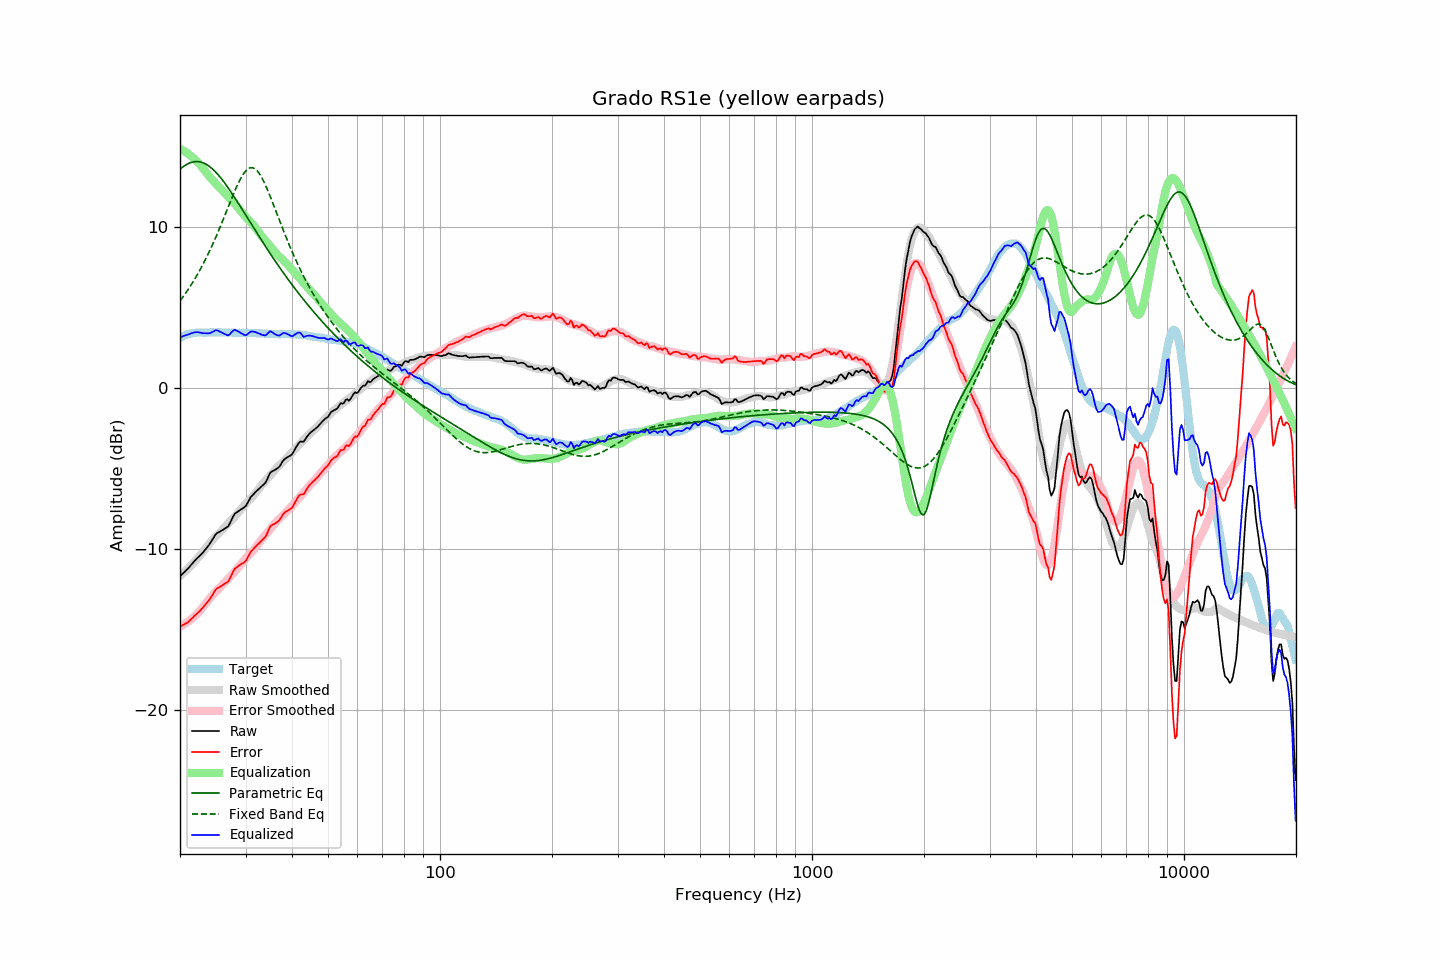 Grado RS1e (yellow earpads)
Amplitude (dBr)
10
0
−10
−20
Target
Raw Smoothed
Error Smoothed
Raw
Error
Equalization
Parametric Eq
Fixed Band Eq
Equalized
100
1000
10000
Frequency (Hz)